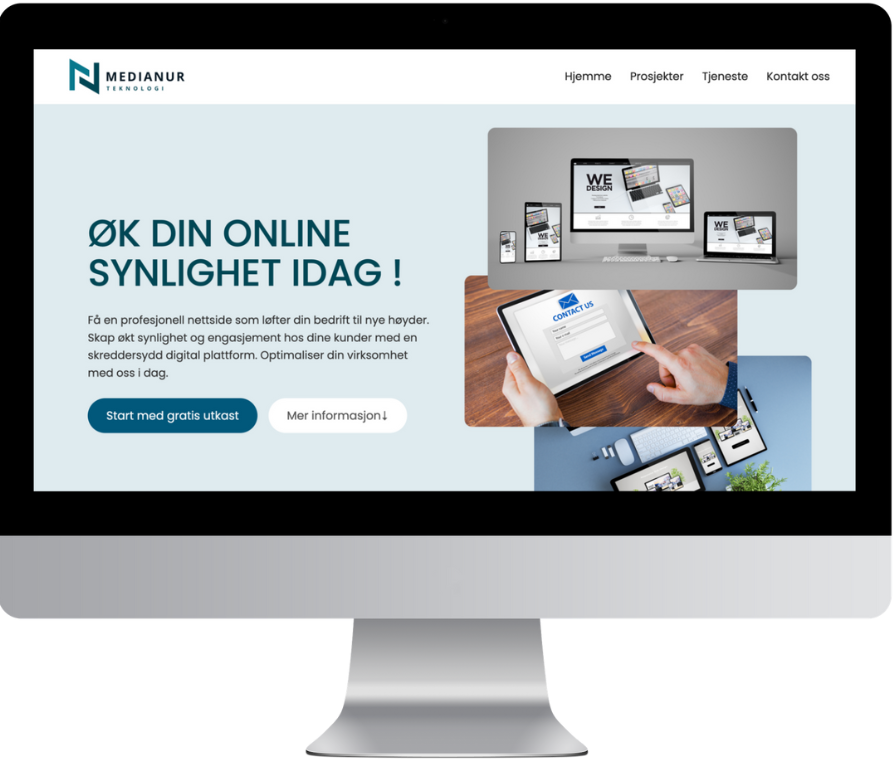 MEDIANUR
TEKNOLOGI
Hjemme Prosjekter Tjeneste Kontakt oss
ØK DIN ONLINE
SYNLIGHET IDAG !
Få en profesjonell nettside som løfter din bedrift til nye høyder.
Skap økt synlighet og engasjement hos dine kunder med en
skreddersydd digital plattform. Optimaliser din virksomhet
med oss i dag.
Start med gratis utkast
Mer informasjon↓
WE
DESIGN
WE
WE
CONTACT US